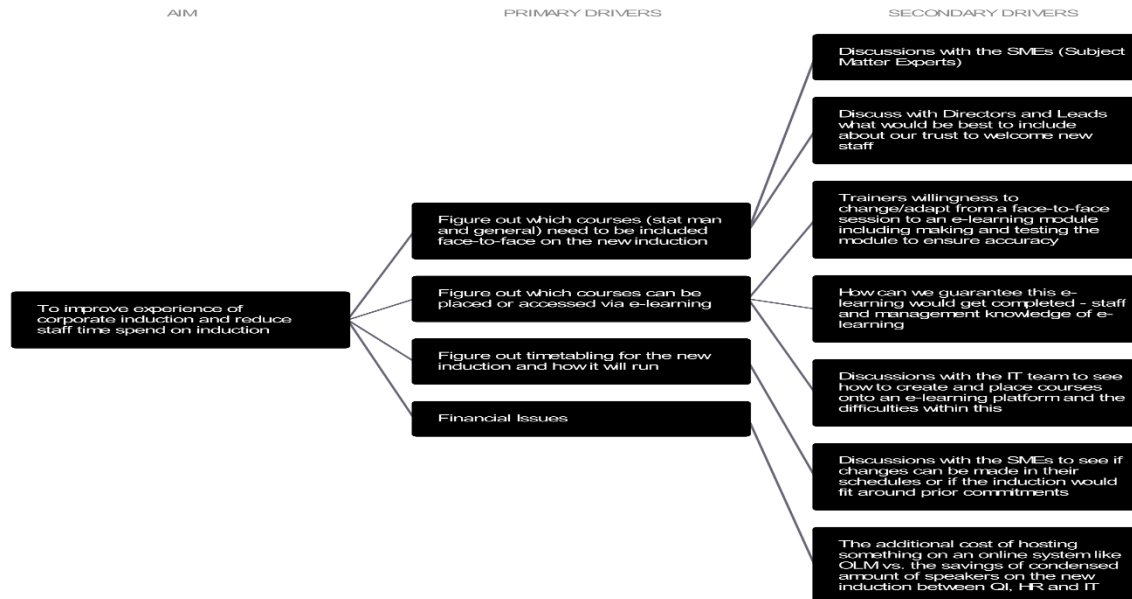 AIM
PRIMARY DRIVERS
SECONDARY DRIVERS
To improve experience of
corporate induction and reduce
staff time spend on induction
Figure out which courses (stat man
and general) need to be included
face-to-face on the new induction
Figure out which courses can be
placed or accessed via e-learning
Figure out timetabling for the new
induction and how it will run
Financial Issues
Discussions with the SMEs (Subject
Matter Experts)
Discuss with Directors and Leads
what would be best to include
about our trust to welcome new
staff
Trainers willingness to
change/adapt from a face-to-face
session to an e-learning module
including making and testing the
module to ensure accuracy
How can we guarantee this e-
learning would get completed - staff
and management knowledge of e-
learning
Discussions with the IT team to see
how to create and place courses
onto an e-learning platform and the
difficulties within this
Discussions with the SMEs to see if
changes can be made in their
schedules or if the induction would
fit around prior commitments
The additional cost of hosting
something on an online system like
OLM vs. the savings of condensed
amount of speakers on the new
induction between QI, HR and IT